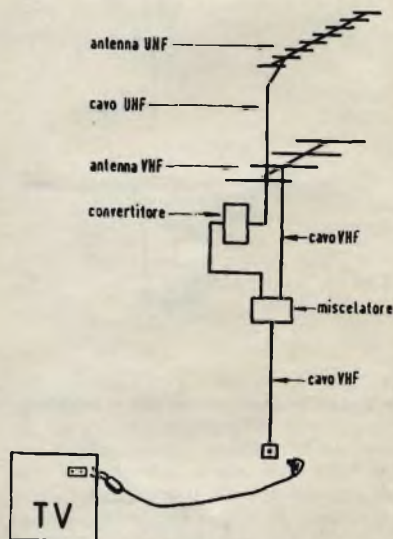 antenna UHF
cavo UHF
antenna VHF
convertitore
cavo VHF
miscelatore
cavo VHF
TV